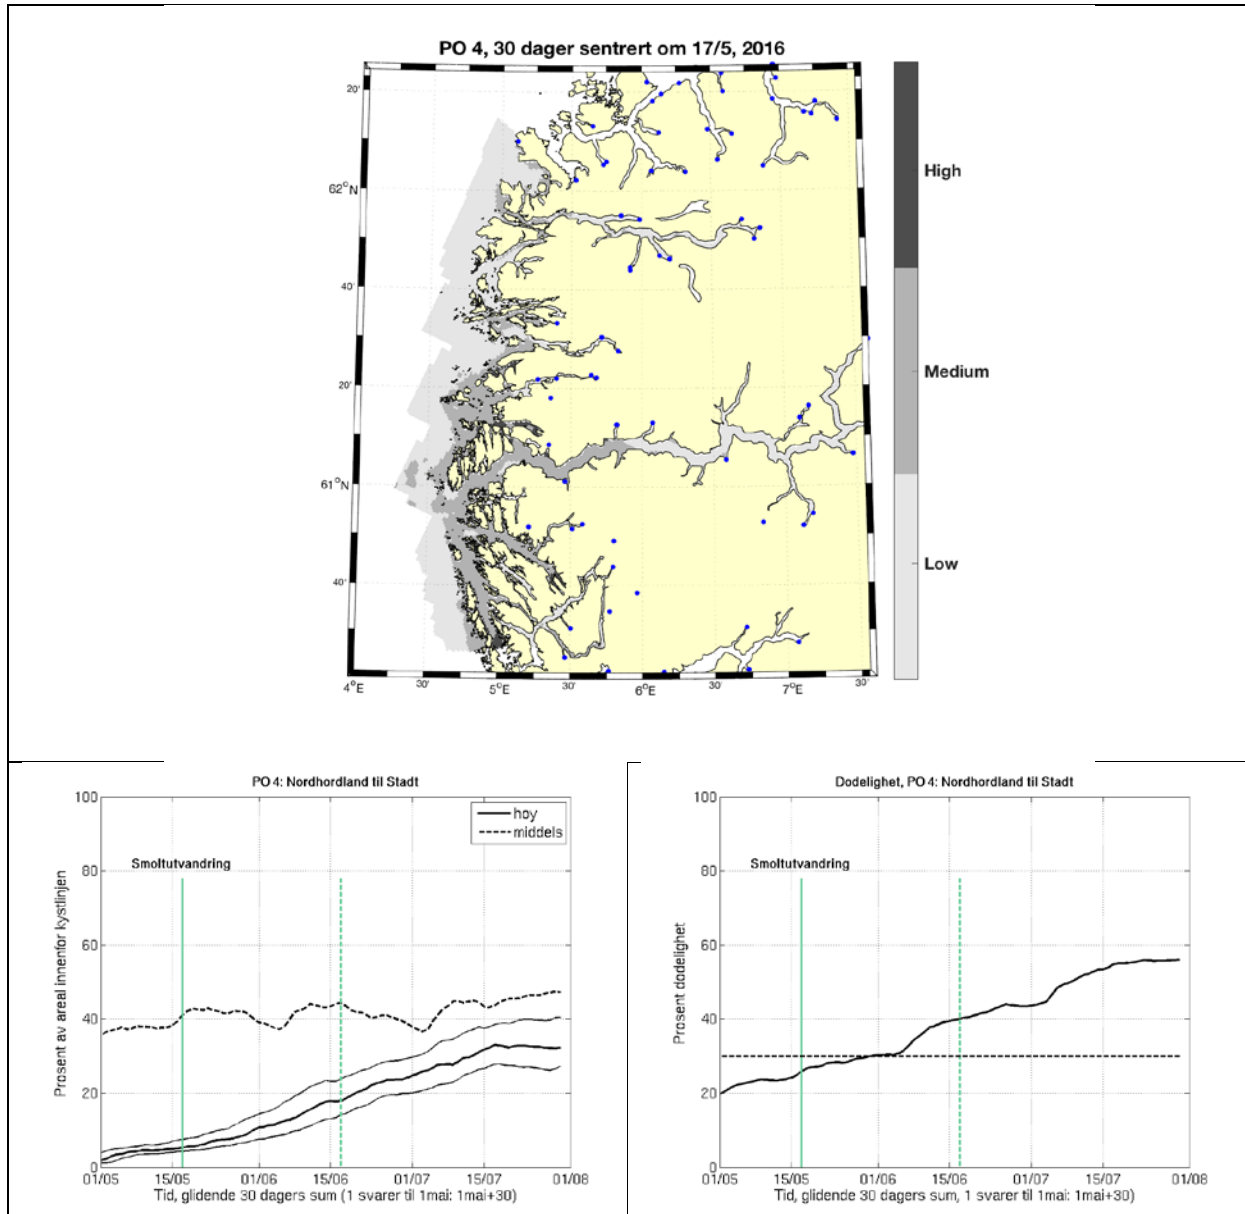 PO 4, 30 dager sentrert om 17/5, 2016
20'
62°N
40'
20'
61°N
40'
4°E
30'
5°E
30'
6°E
30'
7°E
30'
High
Medium
Low
PO 4: Nordhordland til Stadt
hoy
middels
Smoltutvandring
Prosent av areal innenfor kystlinjen
100
80
60
40
20
0
01/05
15/05
01/06
15/06
01/07
15/07
01/08
Tid, glidende 30 dagers sum (1 svarer til 1mai: 1mai+30)
Dodelighet, PO 4: Nordhordland til Stadt
Smoltutvandring
Prosent dodelighet
100
80
60
40
20
0
01/05
15/05
01/06
15/06
01/07
15/07
01/08
Tid, glidende 30 dagers sum, 1 svarer til 1mai: 1mai+30)